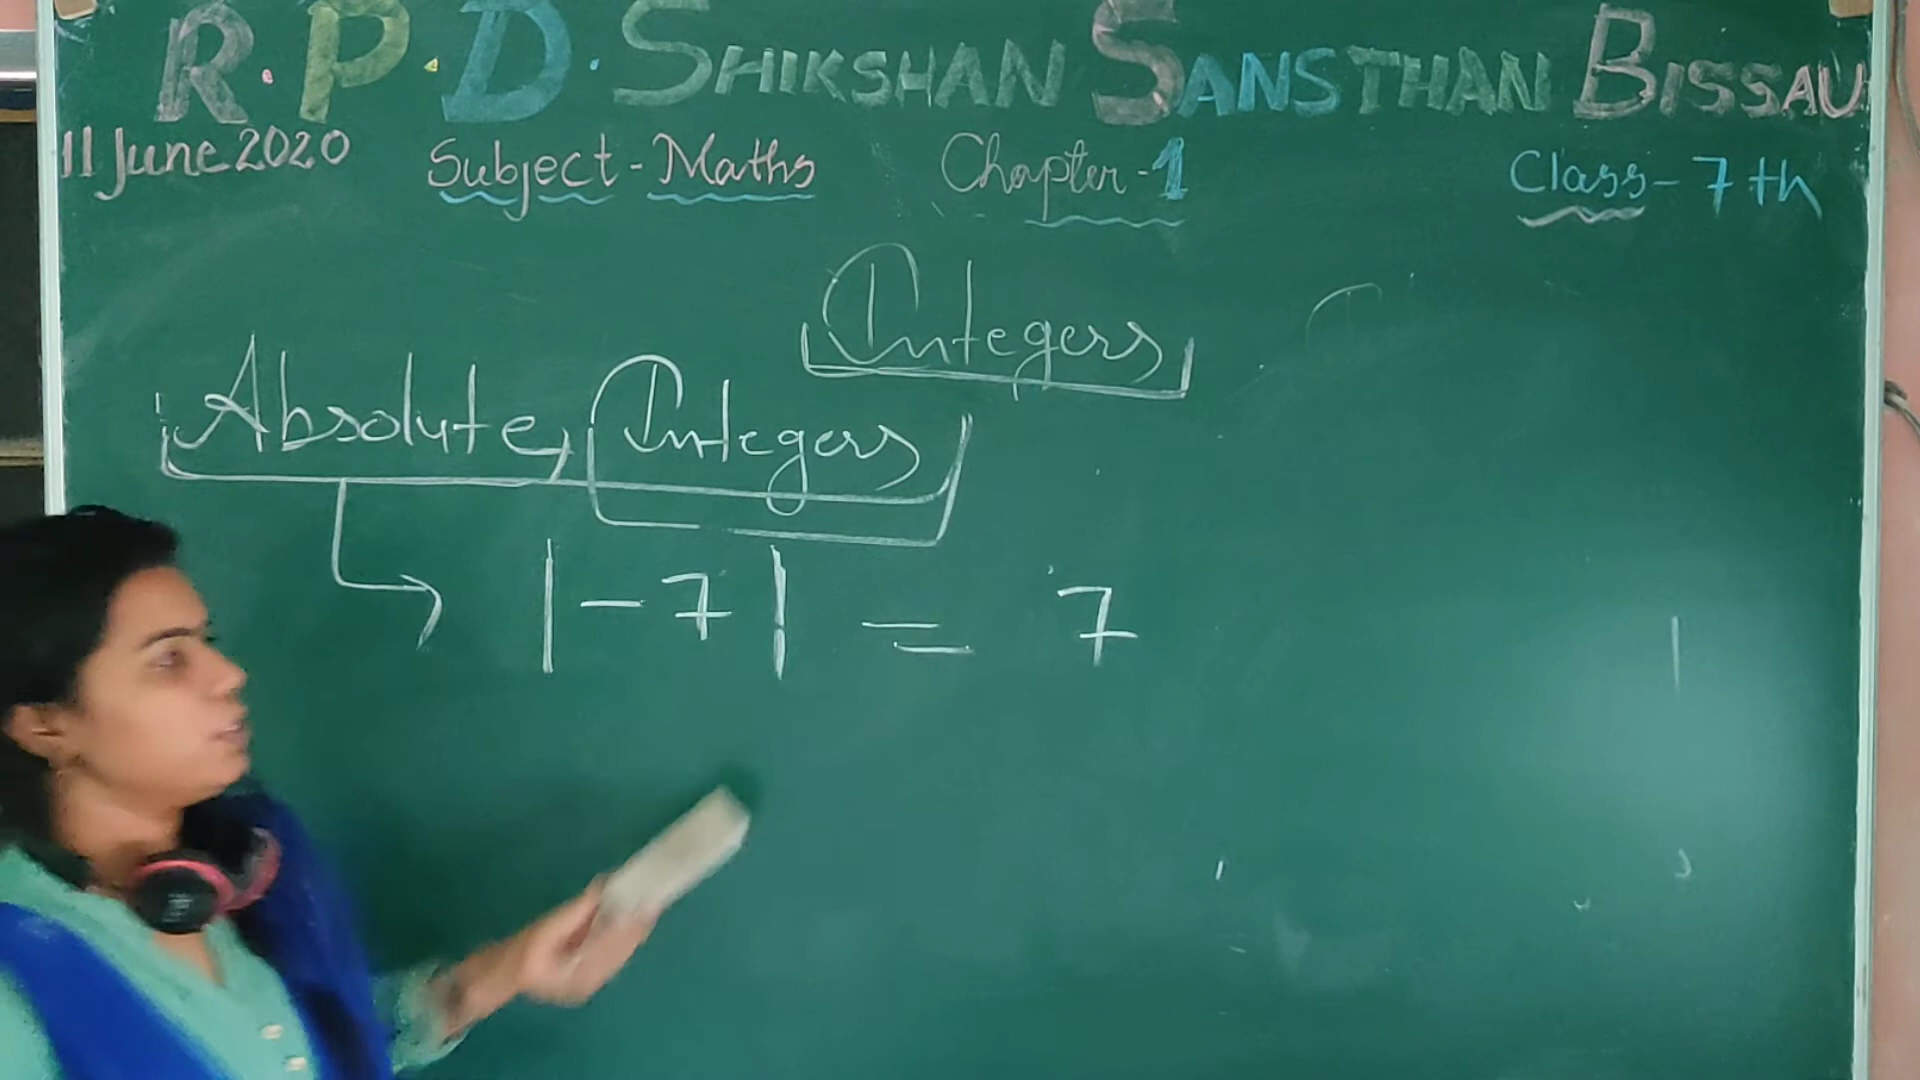 R.P.D. SHIKSHAN SANSTHAN BISSAU
11 June 2020 Subject - Maths Chapter - 1 Class - 7th
Integers
Absolute Integers
|-7| = 7